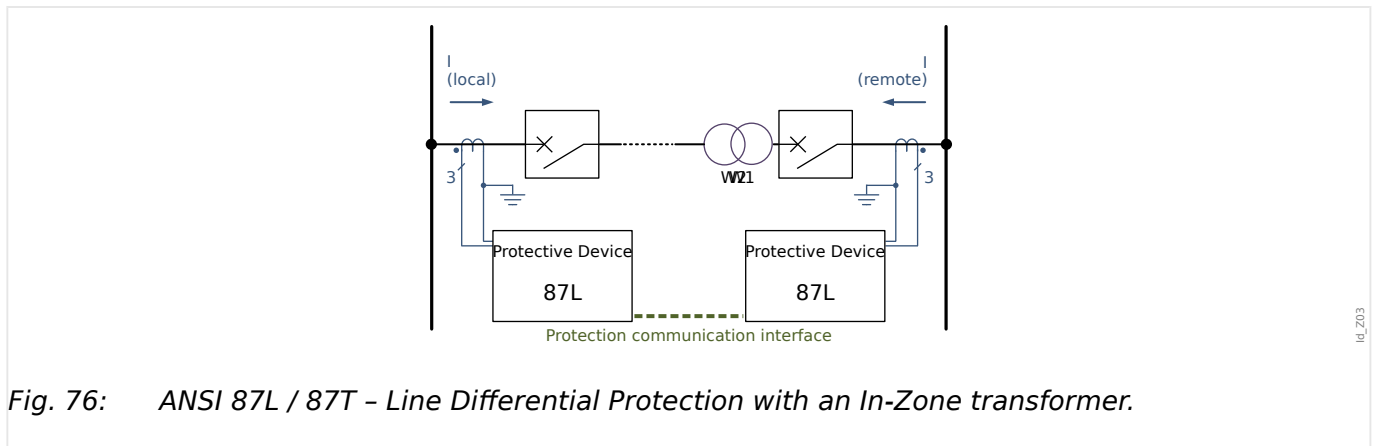 I
(local)
I
(remote)
3
3
W2
W1
Protective Device
87L
Protective Device
87L
Protection communication interface
ld_Z03
Fig. 76: ANSI 87L / 87T – Line Differential Protection with an In-Zone transformer.